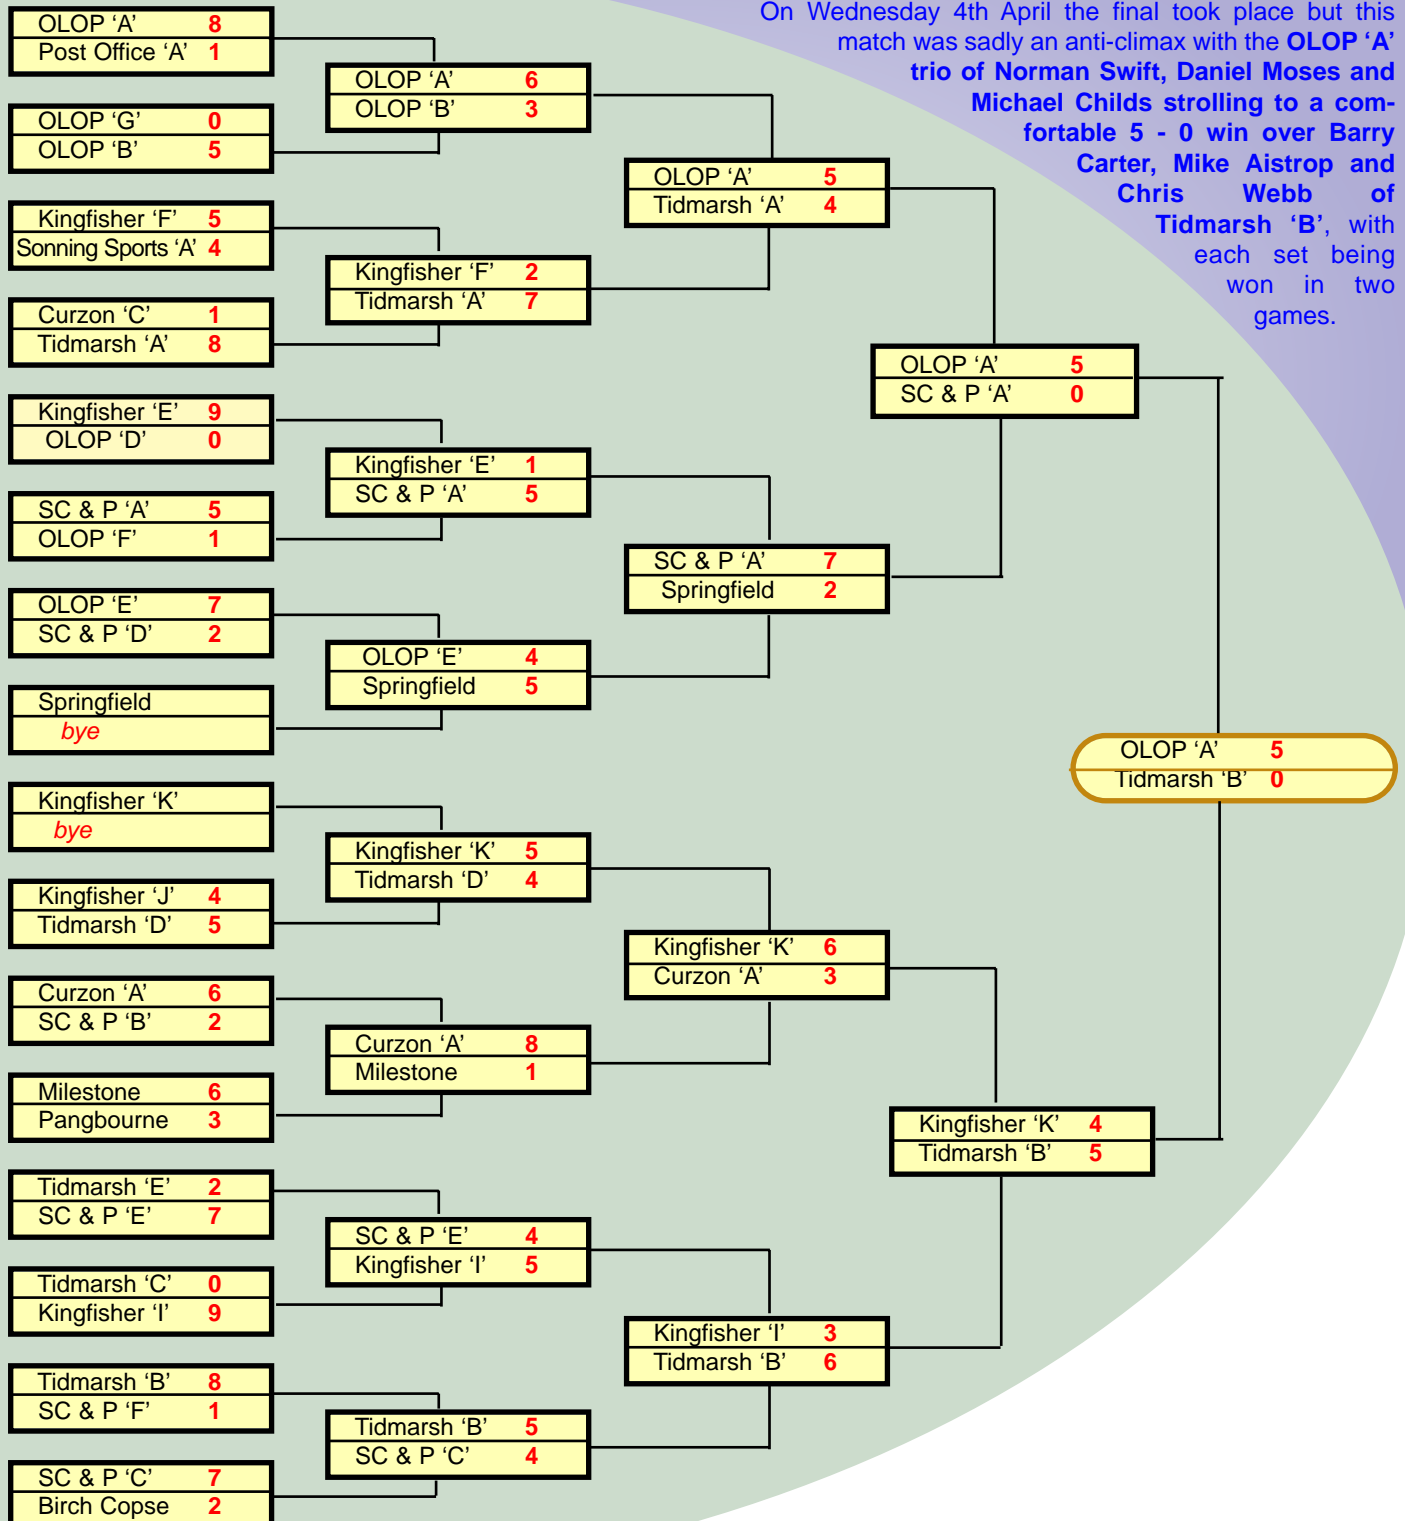 On Wednesday 4th April the final took place but this
match was sadly an anti-climax with the OLOP ‘A’
trio of Norman Swift, Daniel Moses and
Michael Childs strolling to a com-
fortable 5 - 0 win over Barry
Carter, Mike Aistrop and
Chris Webb of
Tidmarsh ‘B’, with
each set being
won in two
games.
OLOP ‘A’ 8
Post Office ‘A’ 1
OLOP ‘G’ 0
OLOP ‘B’ 5
Kingfisher ‘F’ 5
Sonning Sports ‘A’ 4
Curzon ‘C’ 1
Tidmarsh ‘A’ 8
Kingfisher ‘E’ 9
OLOP ‘D’ 0
SC & P ‘A’ 5
OLOP ‘F’ 1
OLOP ‘E’ 7
SC & P ‘D’ 2
Springfield
bye
Kingfisher ‘K’
bye
Kingfisher ‘J’ 4
Tidmarsh ‘D’ 5
Curzon ‘A’ 6
SC & P ‘B’ 2
Milestone 6
Pangbourne 3
Tidmarsh ‘E’ 2
SC & P ‘E’ 7
Tidmarsh ‘C’ 0
Kingfisher ‘I’ 9
Tidmarsh ‘B’ 8
SC & P ‘F’ 1
SC & P ‘C’ 7
Birch Copse 2
OLOP ‘A’ 6
OLOP ‘B’ 3
Kingfisher ‘F’ 2
Tidmarsh ‘A’ 7
Kingfisher ‘E’ 1
SC & P ‘A’ 5
OLOP ‘E’ 4
Springfield 5
Kingfisher ‘K’ 5
Tidmarsh ‘D’ 4
Curzon ‘A’ 8
Milestone 1
SC & P ‘E’ 4
Kingfisher ‘I’ 5
Tidmarsh ‘B’ 5
SC & P ‘C’ 4
OLOP ‘A’ 5
Tidmarsh ‘A’ 4
SC & P ‘A’ 7
Springfield 2
Kingfisher ‘K’ 6
Curzon ‘A’ 3
Kingfisher ‘I’ 3
Tidmarsh ‘B’ 6
OLOP ‘A’ 5
SC & P ‘A’ 0
Kingfisher ‘K’ 4
Tidmarsh ‘B’ 5
OLOP ‘A’ 5
Tidmarsh ‘B’ 0